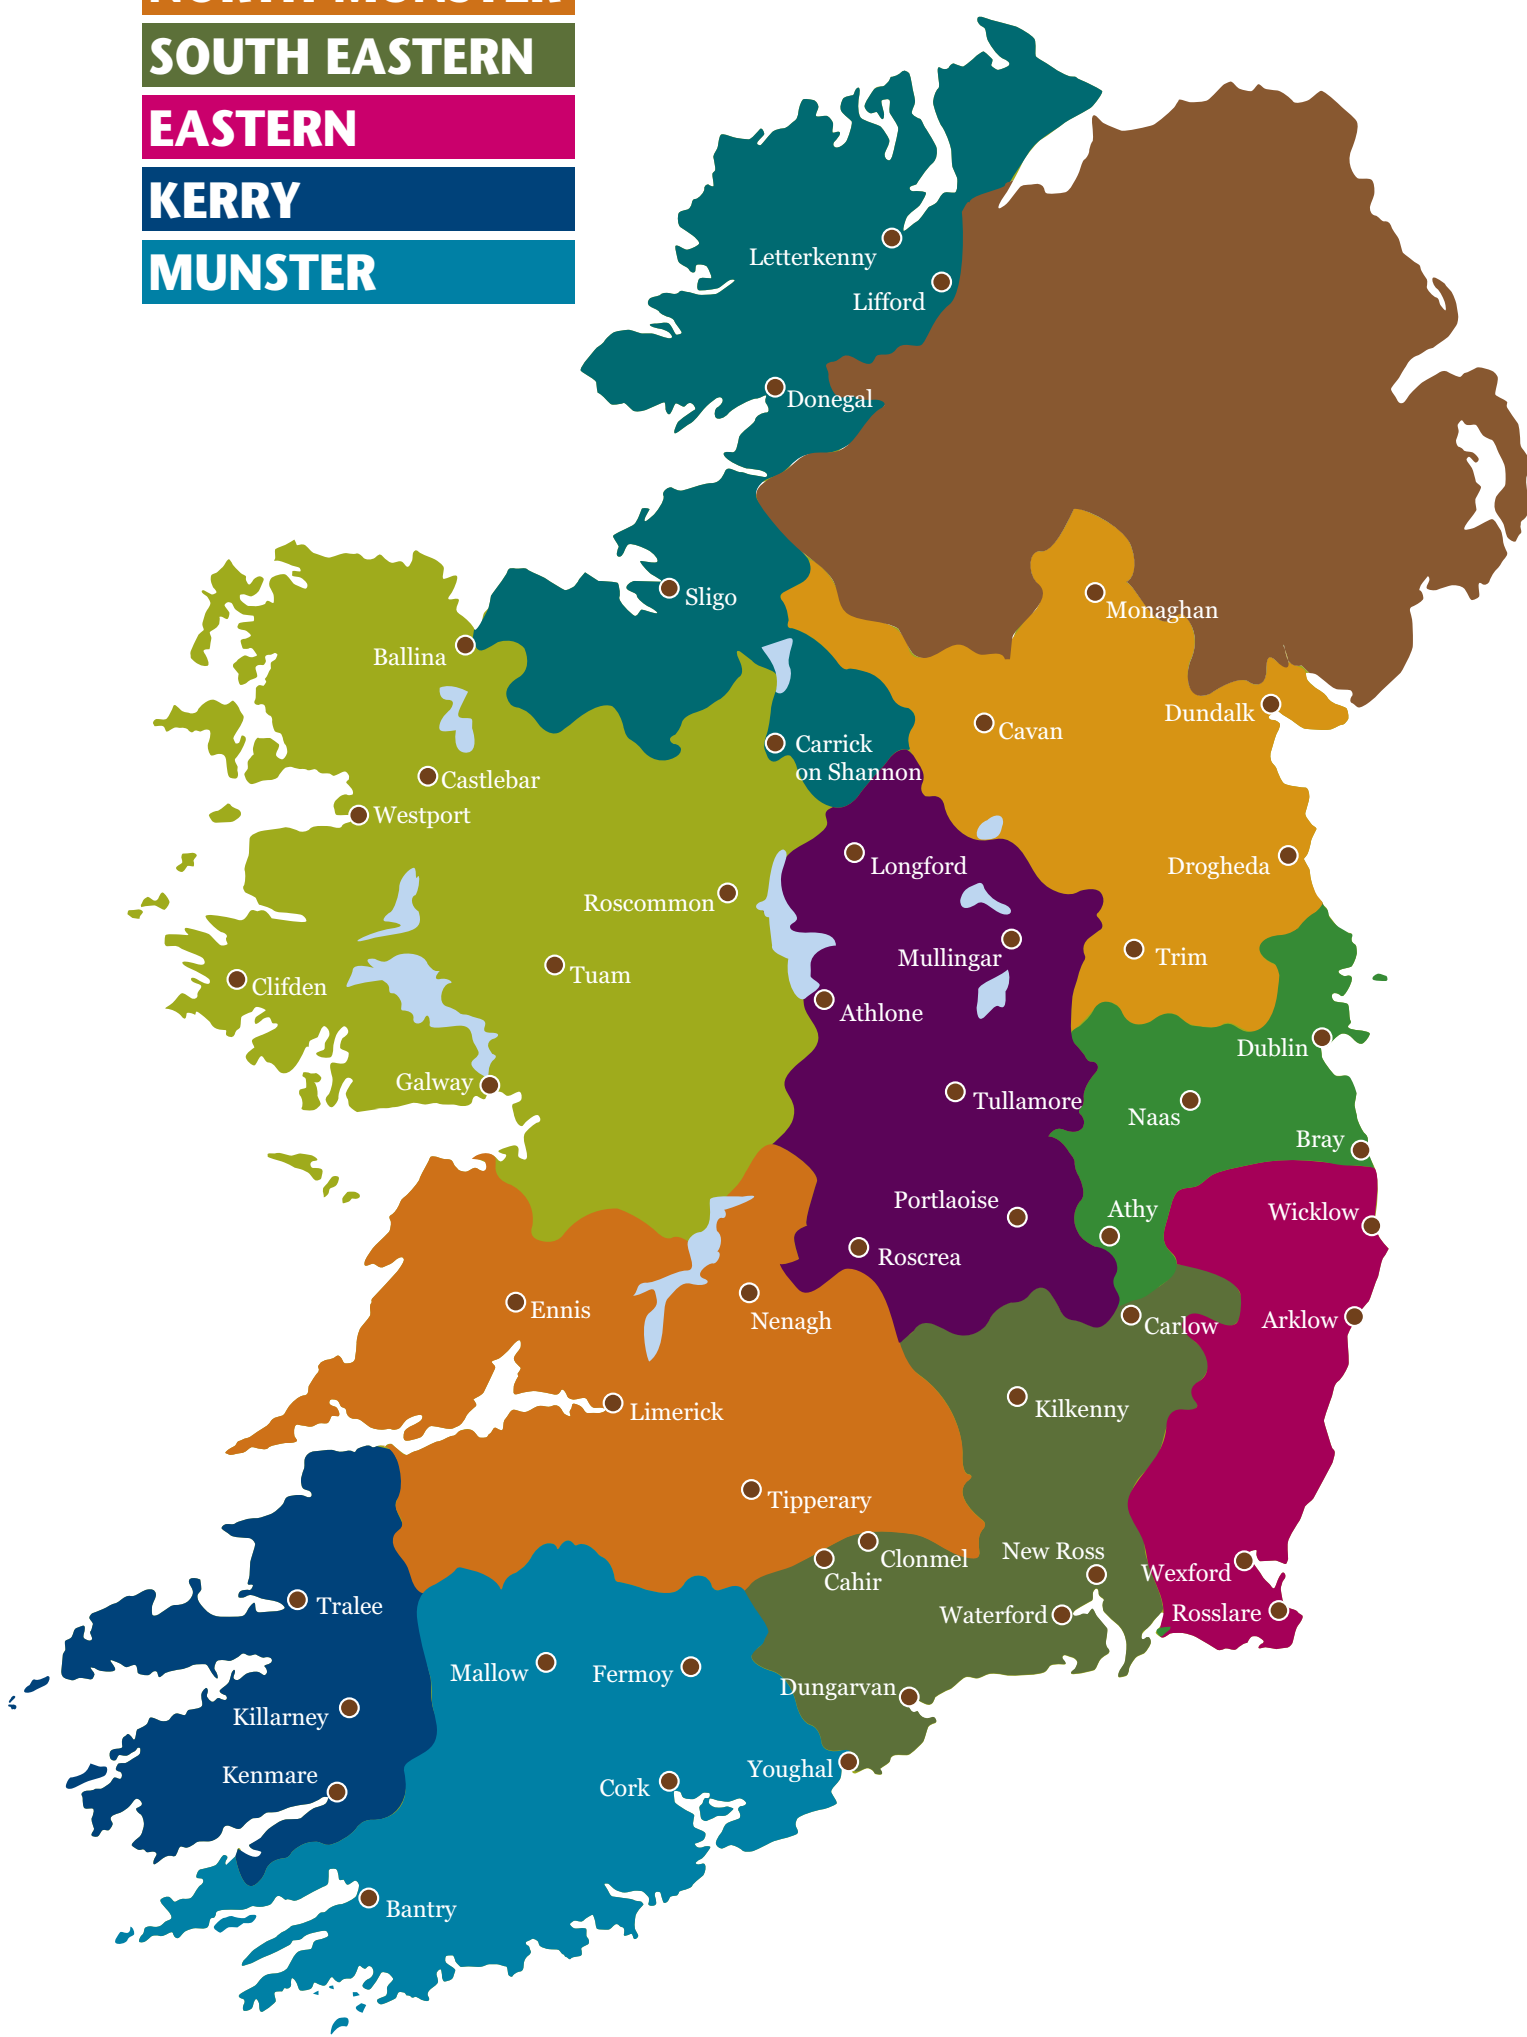 NORTH MUNSTER
SOUTH EASTERN
EASTERN
KERRY
MUNSTER
Letterkenny
Lifford
Donegal
Sligo
Monaghan
Ballina
Dundalk
Cavan
Carrick
on Shannon
Castlebar
Westport
Longford
Drogheda
Roscommon
Mullingar
Trim
Tuam
Clifden
Athlone
Dublin
Galway
Tullamore
Naas
Bray
Portlaoise
Athy
Wicklow
Roscrea
Ennis
Nenagh
Carlow
Arklow
Limerick
Kilkenny
Tipperary
New Ross
Clonmel
Cahir
Wexford
Tralee
Waterford
Rosslare
Mallow
Fermoy
Dungarvan
Killarney
Kenmare
Youghal
Cork
Bantry